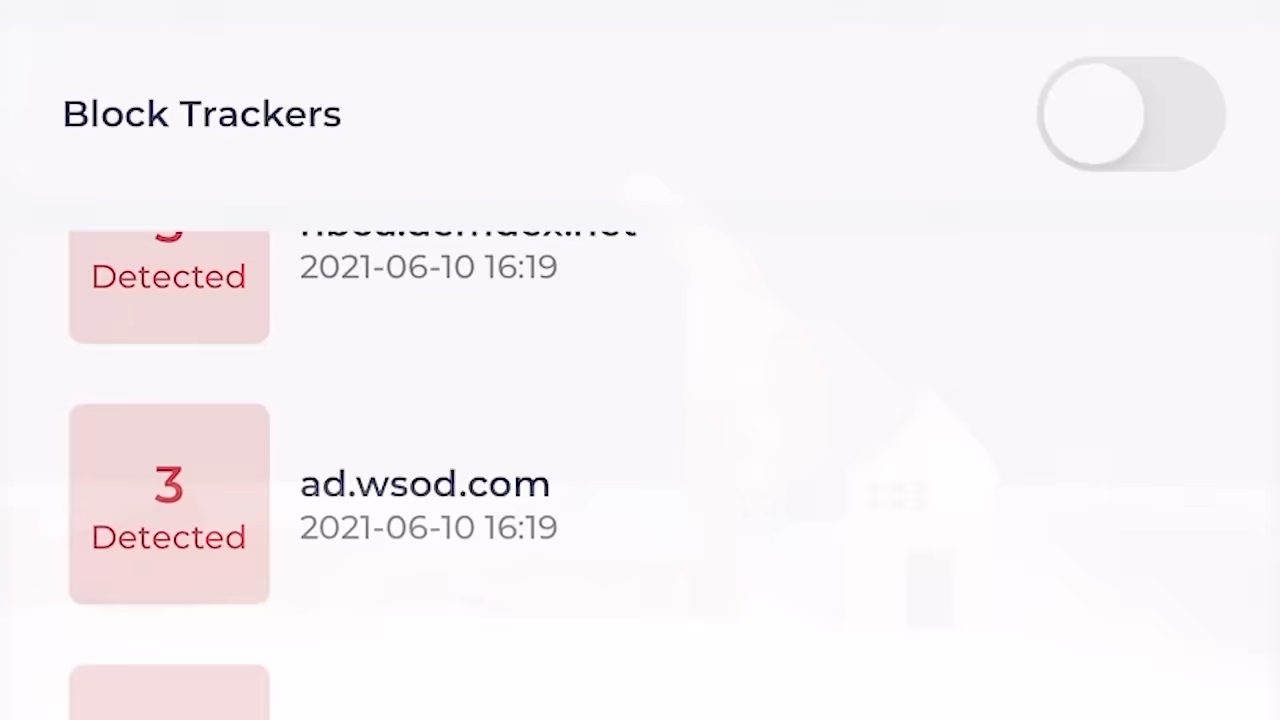 Block Trackers
Detected
2021-06-10 16:19
3
Detected
ad.wsod.com
2021-06-10 16:19